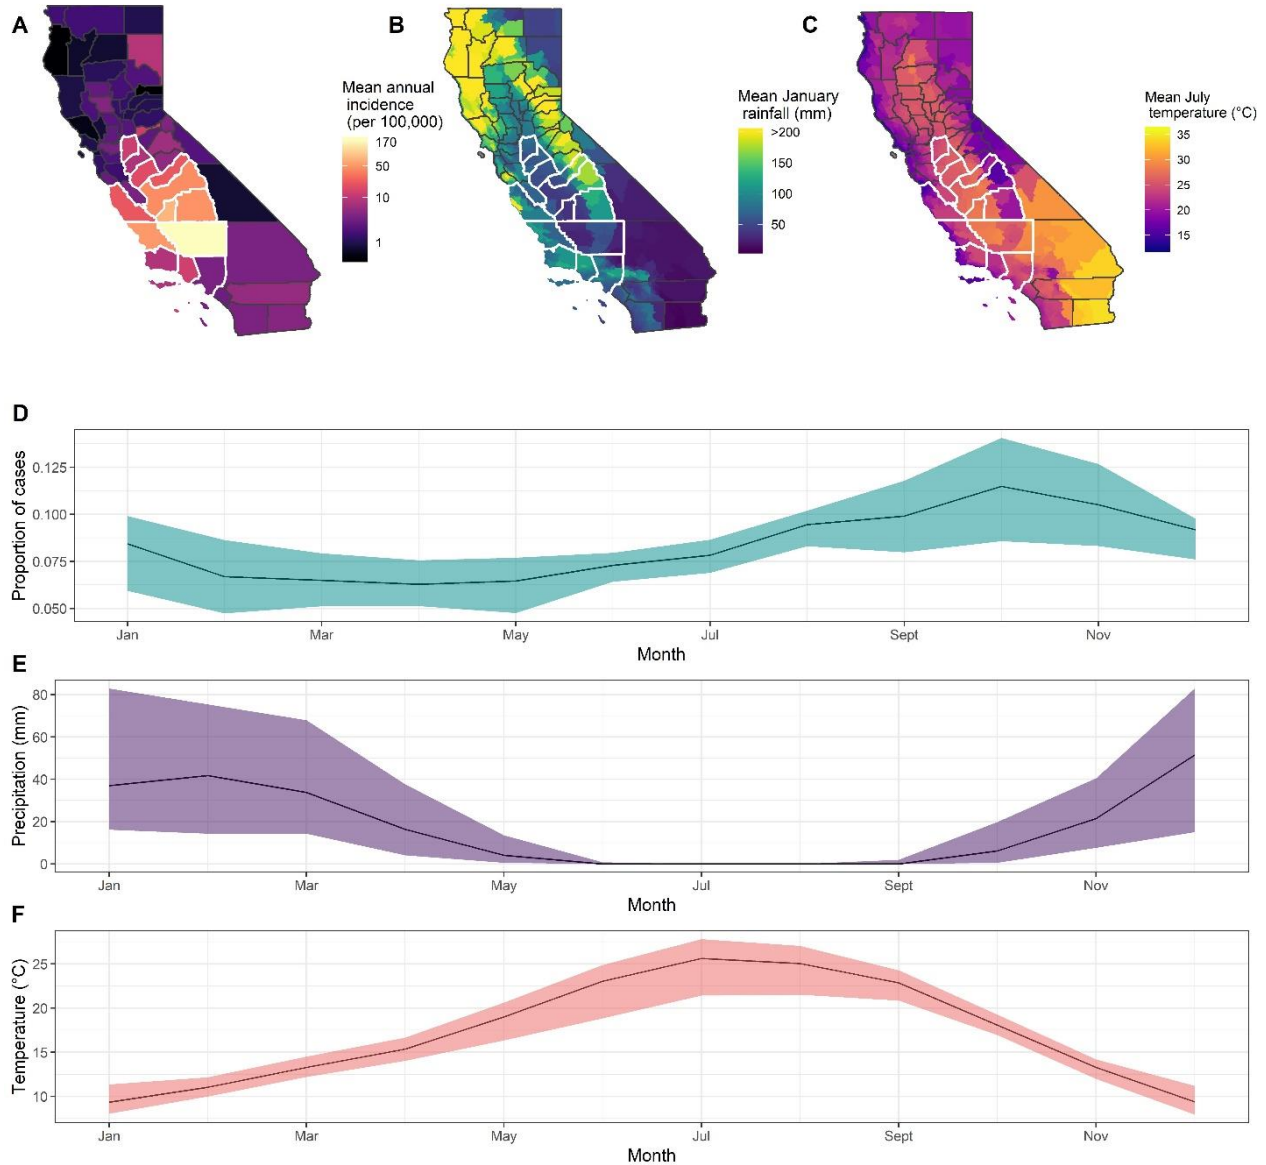 A
Mean annual
incidence
(per 100,000)
170
50
10
1
B
Mean January
rainfall (mm)
>200
150
100
50
C
Mean July
temperature (°C)
35
30
25
20
15
D
Proportion of cases
0.125
0.100
0.075
0.050
Jan
Mar
May
Jul
Sept
Nov
Month
E
Precipitation (mm)
80
60
40
20
0
Jan
Mar
May
Jul
Sept
Nov
Month
F
Temperature (°C)
25
20
15
10
Jan
Mar
May
Jul
Sept
Nov
Month